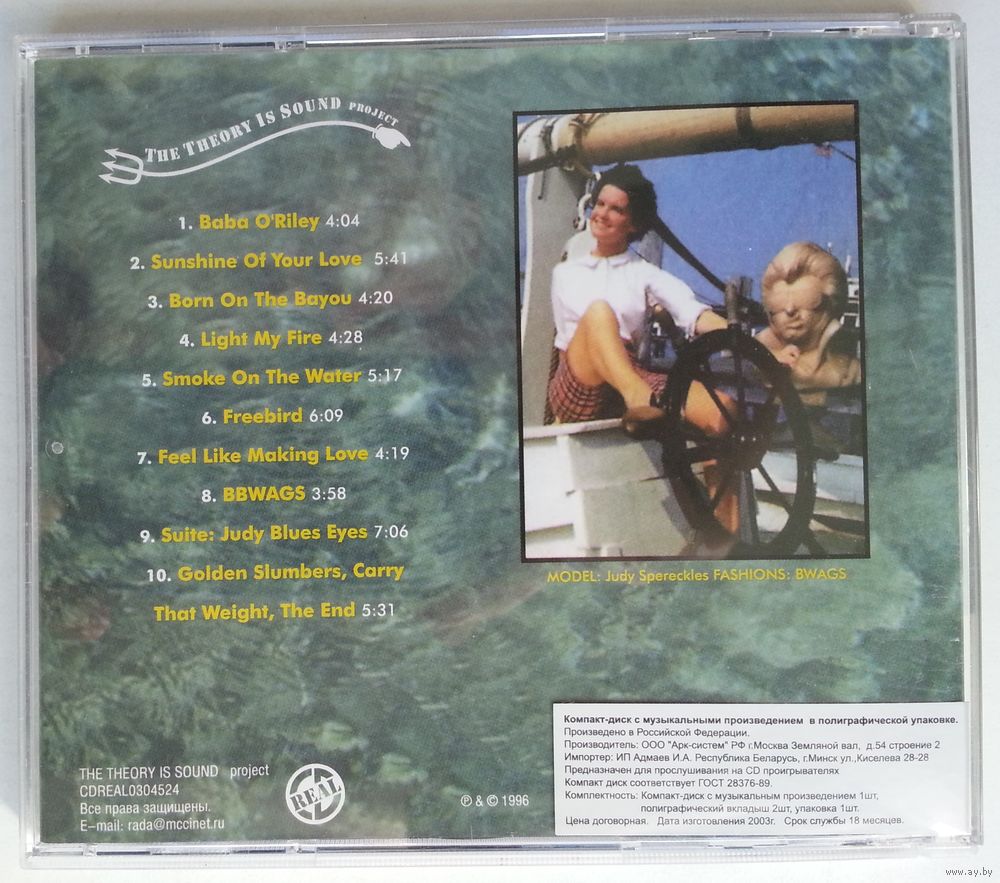 THE THEORY IS SOUND PROJECT
1. Baba O'Riley 4:04
2. Sunshine Of Your Love 5:41
3. Born On The Bayou 4:20
4. Light My Fire 4:28
5. Smoke On The Water 5:17
6. Freebird 6:09
7. Feel Like Making Love 4:19
8. BBWAGS 3:58
9. Suite: Judy Blues Eyes 7:06
10. Golden Slumbers, Carry
That Weight, The End 5:31
MODEL: Judy Spereckles FASHIONS: BWAGS
THE THEORY IS SOUND project
CDREAL0304524
Все права защищены.
E-mail: rada@mccinet.ru
REAL
℗ & © 1996
Компакт-диск с музыкальными произведением в полиграфической упаковке.
Произведено в Российской Федерации.
Производитель: ООО "Арк-систем" РФ г.Москва Земляной вал, д.54 строение 2
Импортер: ИП Адмаев И.А. Республика Беларусь, г.Минск ул.,Киселева 28-28
Предназначен для прослушивания на CD проигрывателях
Компакт диск соответствует ГОСТ 28376-89.
Комплектность: Компакт-диск с музыкальным произведением 1шт,
полиграфический вкладыш 2шт, упаковка 1шт.
Цена договорная. Дата изготовления 2003г. Срок службы 18 месяцев.
www.ay.by